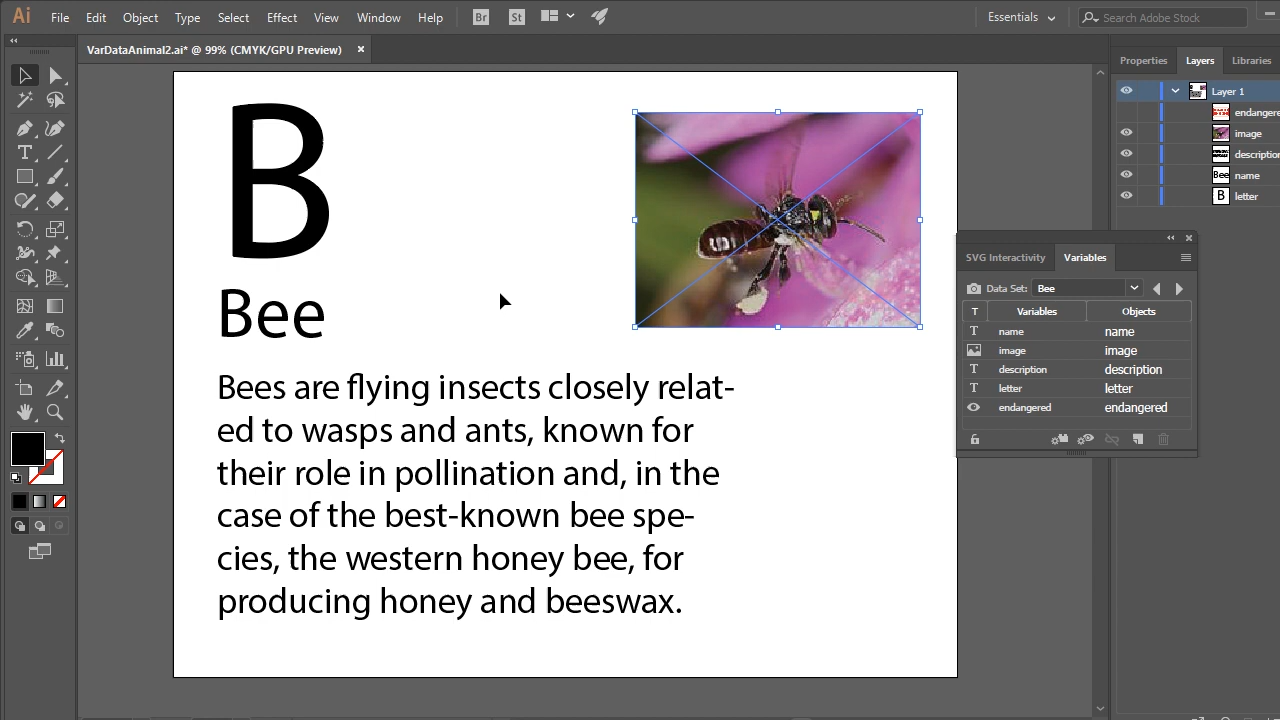 Ai File Edit Object Type Select Effect View Window Help Br St Essentials Search Adobe Stock
VarDataAnimal2.ai* @ 99% (CMYK/GPU Preview) ×
B
Bee
Bees are flying insects closely relat-
ed to wasps and ants, known for
their role in pollination and, in the
case of the best-known bee spe-
cies, the western honey bee, for
producing honey and beeswax.
Properties Layers Libraries
Layer 1
endangere
image
description
Bee name
B letter
SVG Interactivity Variables
Data Set: Bee
T Variables Objects
T name name
image image
T description description
T letter letter
endangered endangered